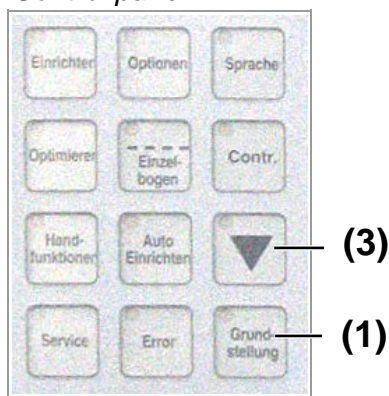 Einrichten
Optionen
Sprache
Optimieren
Einzel-
bogen
Contr.
Hand-
funktionen
Auto
Einrichten
(3)
Service
Error
Grund-
stellung
(1)